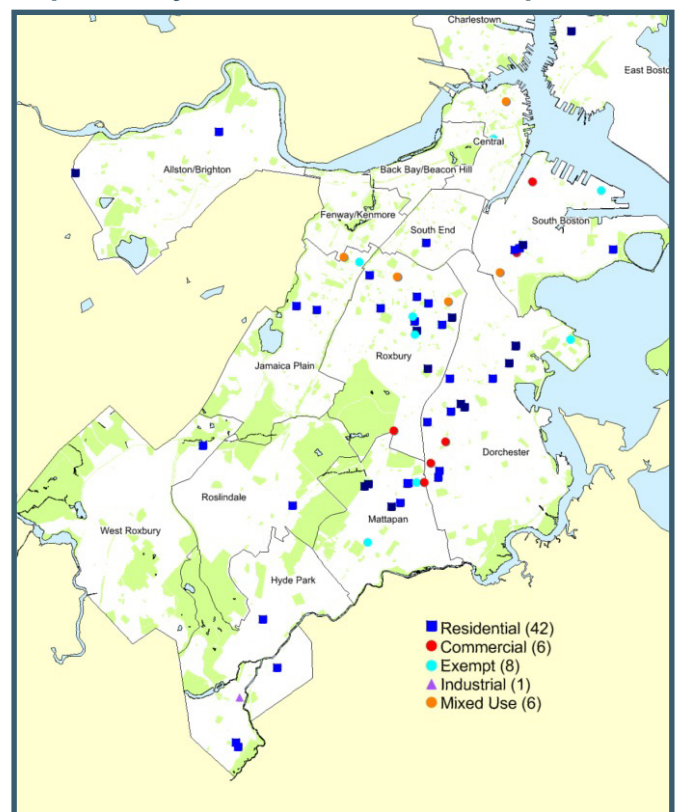 Charlestown
East Bosto
Central
Allston/Brighton
Back Bay/Beacon Hill
Fenway/Kenmore
South Boston
South End
Jamaica Plain
Roxbury
Dorchester
Roslindale
Mattapan
West Roxbury
Hyde Park
Residential (42)
Commercial (6)
Exempt (8)
Industrial (1)
Mixed Use (6)